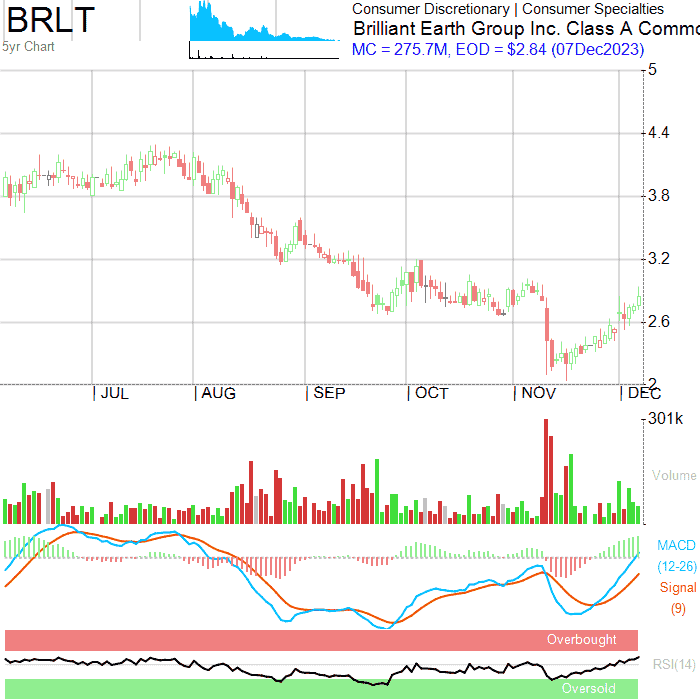 BRLT
5yr Chart
Consumer Discretionary | Consumer Specialties
Brilliant Earth Group Inc. Class A Commo
MC = 275.7M, EOD = $2.84 (07Dec2023)
5
4.4
3.8
3.2
2.6
2
JUL
AUG
SEP
OCT
NOV
DEC
301k
Volume
MACD
(12-26)
Signal
(9)
Overbought
RSI(14)
Oversold